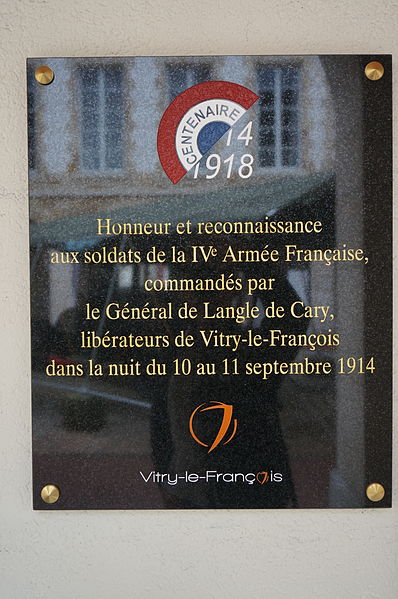 CENTENAIRE
14
1918
Honneur et reconnaissance
aux soldats de la IVe Armée Française,
commandés par
le Général de Langle de Cary,
libérateurs de Vitry-le-François
dans la nuit du 10 au 11 septembre 1914
Vitry-le-François